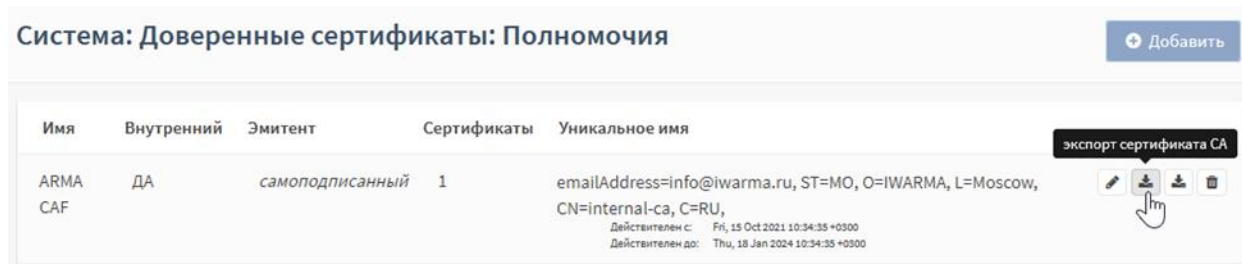 Система: Доверенные сертификаты: Полномочия
Добавить
Имя Внутренний Эмитент Сертификаты Уникальное имя
экспорт сертификата CA
ARMA CAF ДА самоподписанный 1 emailAddress=info@iwarma.ru, ST=MO, O=IWARMA, L=Moscow,
CN=internal-ca, C=RU,
Действителен с: Fri, 15 Oct 2021 10:34:35 +0300
Действителен до: Thu, 18 Jan 2024 10:34:35 +0300